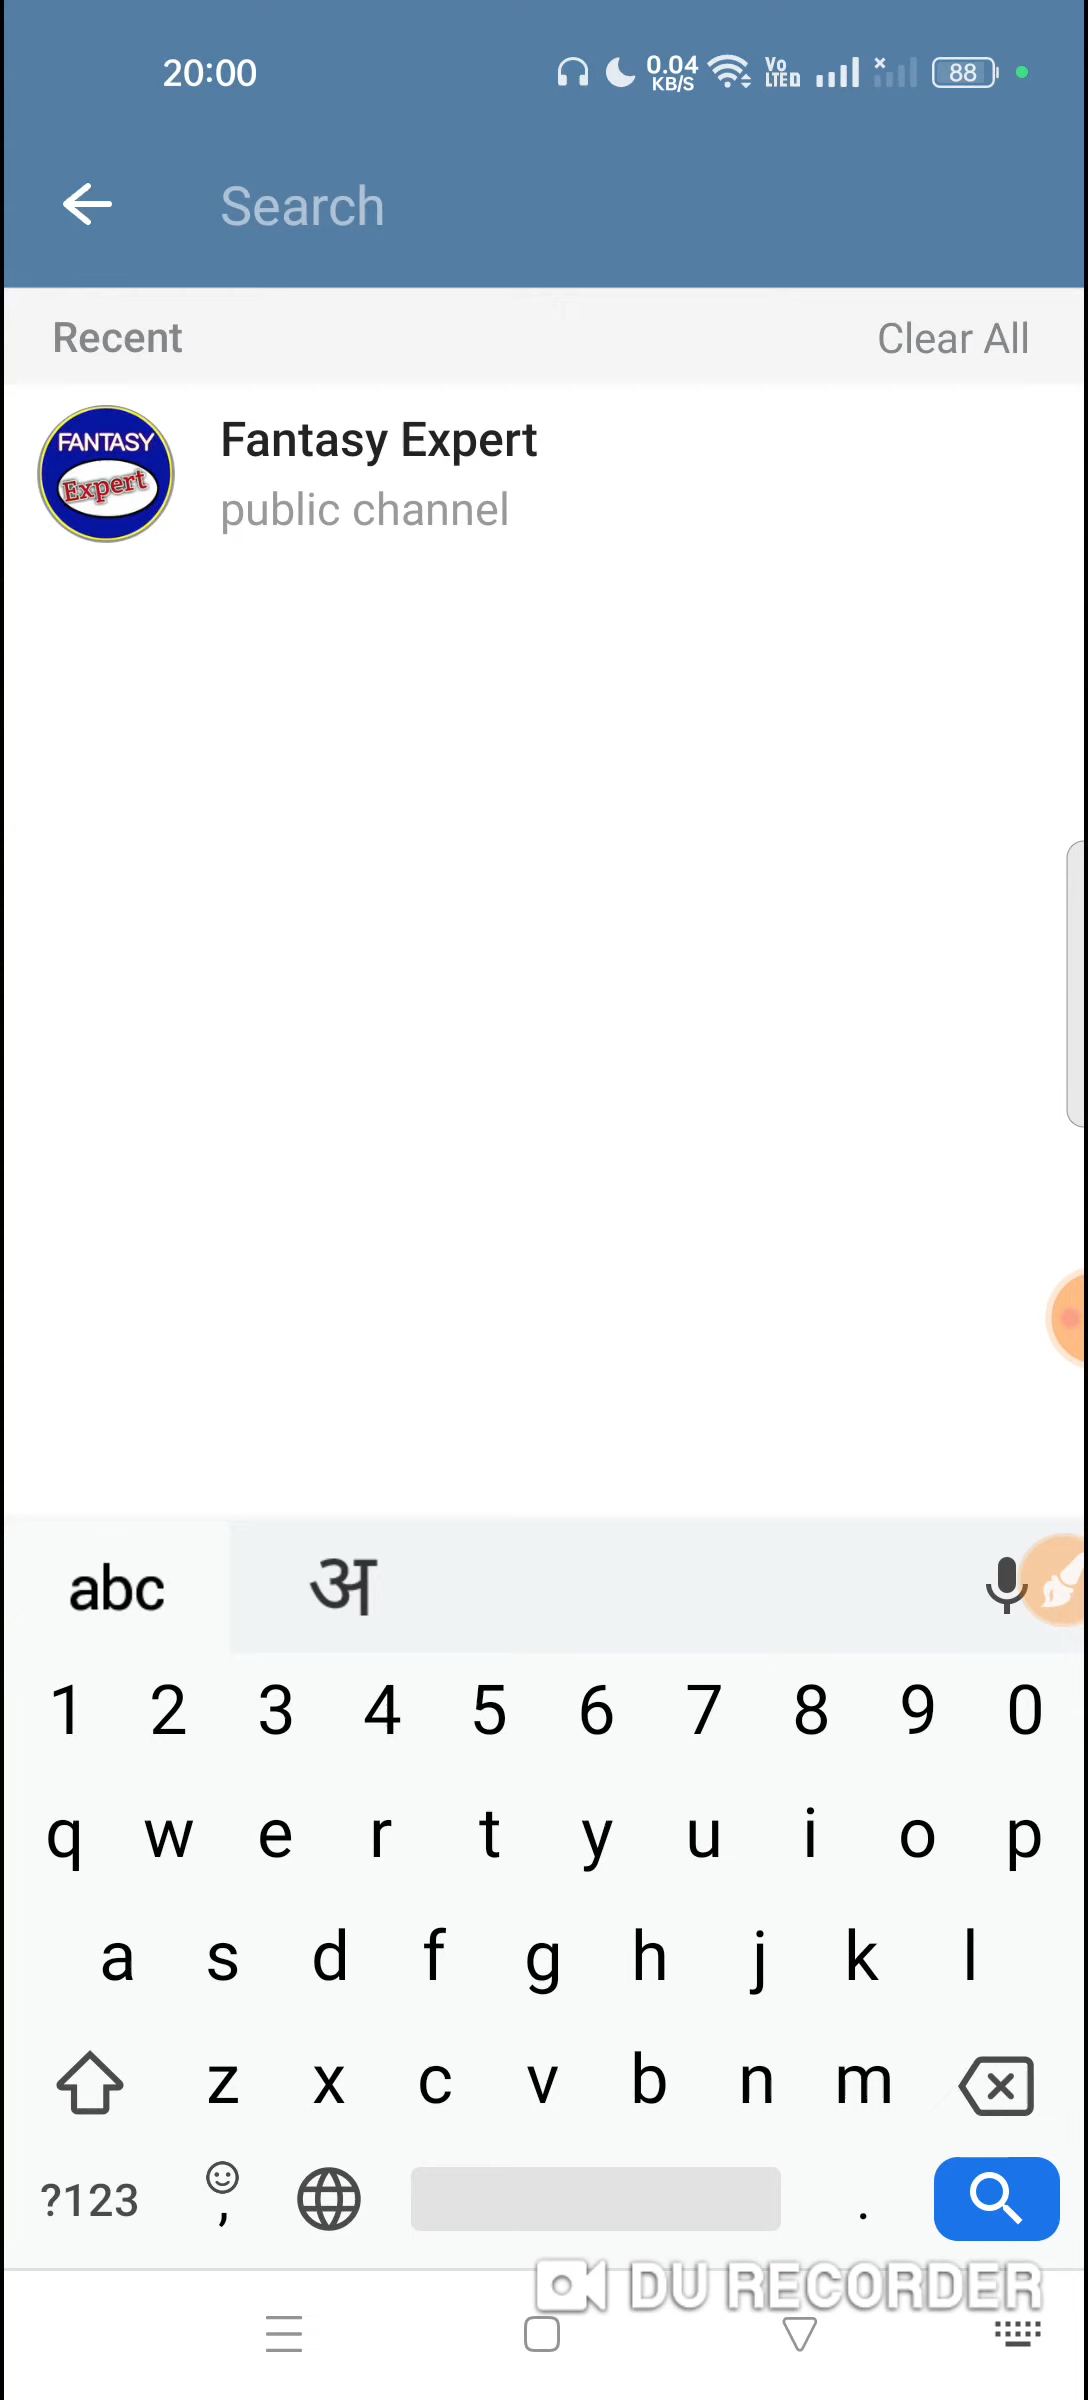 20:00
0.04
KB/S
Vo
LTE D
88
Search
Recent
Clear All
FANTASY
Expert
Fantasy Expert
public channel
abc
अ
1 2 3 4 5 6 7 8 9 0
q w e r t y u i o p
a s d f g h j k l
z x c v b n m
?123
,
.
DU RECORDER